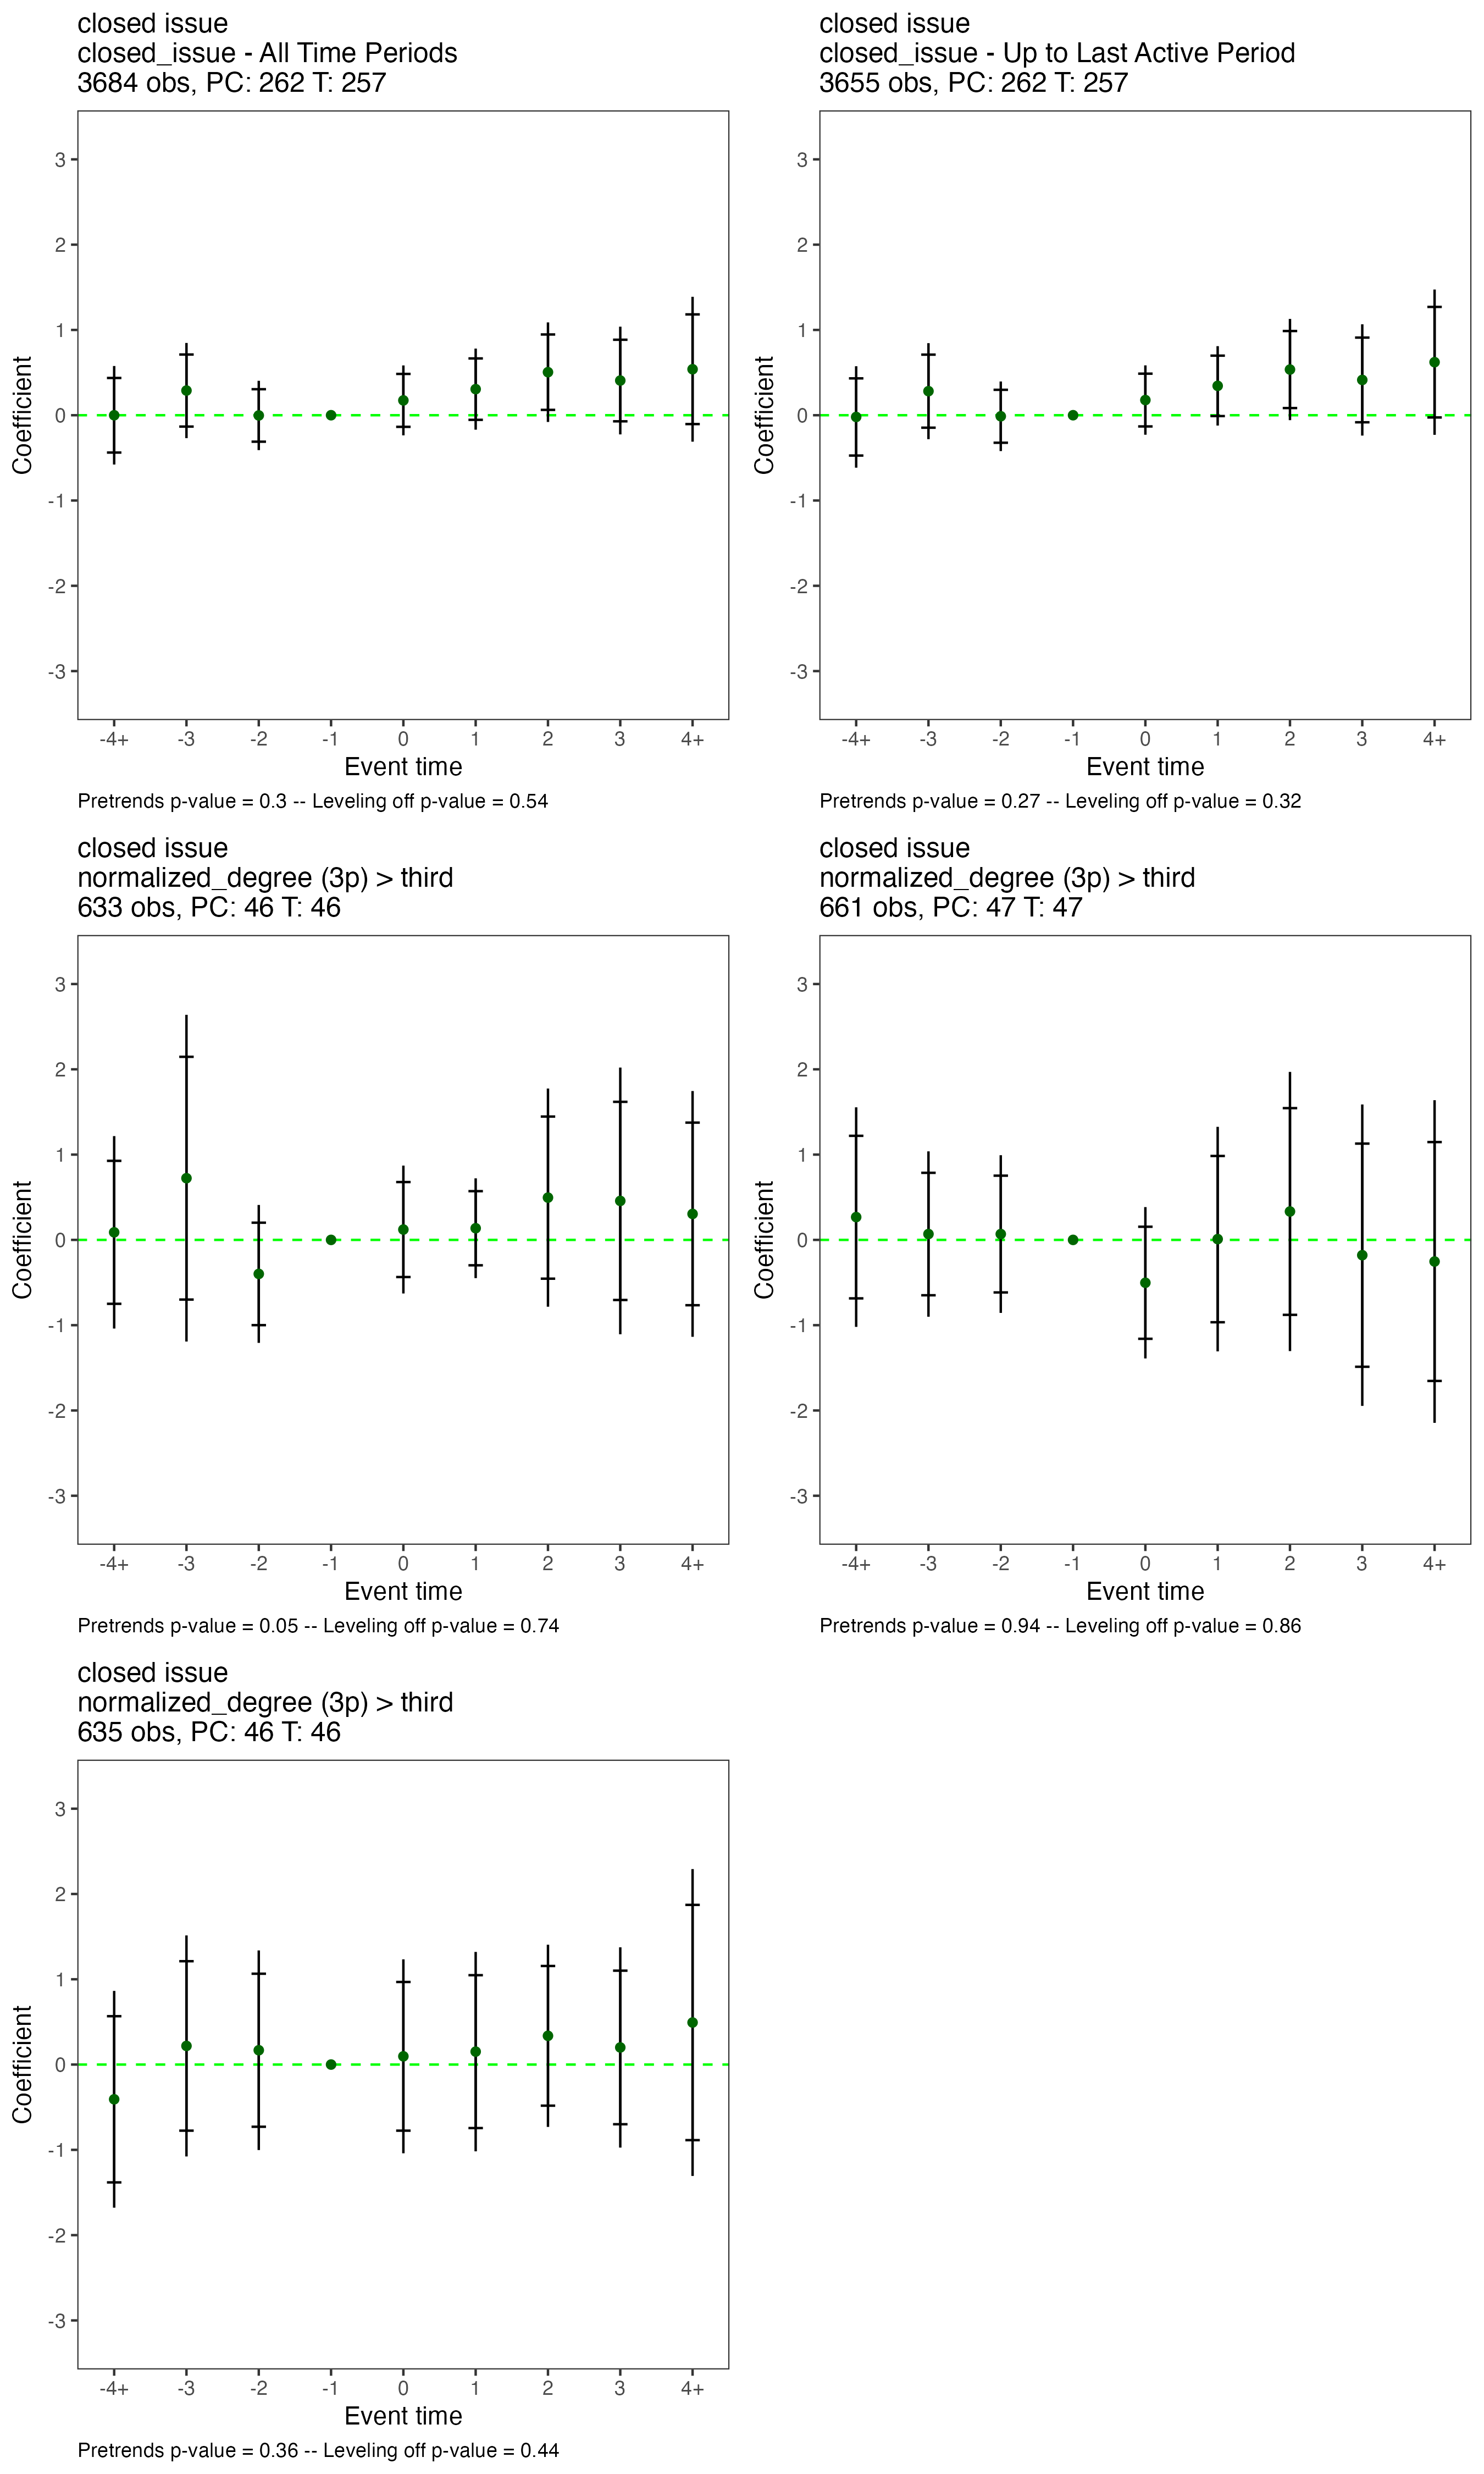 closed issue
closed_issue - All Time Periods
3684 obs, PC: 262 T: 257
3
2
1
0
-1
-2
-3
Coefficient
-4+ -3 -2 -1 0 1 2 3 4+
Event time
Pretrends p-value = 0.3 -- Leveling off p-value = 0.54
closed issue
closed_issue - Up to Last Active Period
3655 obs, PC: 262 T: 257
3
2
1
0
-1
-2
-3
Coefficient
-4+ -3 -2 -1 0 1 2 3 4+
Event time
Pretrends p-value = 0.27 -- Leveling off p-value = 0.32
closed issue
normalized_degree (3p) > third
633 obs, PC: 46 T: 46
3
2
1
0
-1
-2
-3
Coefficient
-4+ -3 -2 -1 0 1 2 3 4+
Event time
Pretrends p-value = 0.05 -- Leveling off p-value = 0.74
closed issue
normalized_degree (3p) > third
661 obs, PC: 47 T: 47
3
2
1
0
-1
-2
-3
Coefficient
-4+ -3 -2 -1 0 1 2 3 4+
Event time
Pretrends p-value = 0.94 -- Leveling off p-value = 0.86
closed issue
normalized_degree (3p) > third
635 obs, PC: 46 T: 46
3
2
1
0
-1
-2
-3
Coefficient
-4+ -3 -2 -1 0 1 2 3 4+
Event time
Pretrends p-value = 0.36 -- Leveling off p-value = 0.44